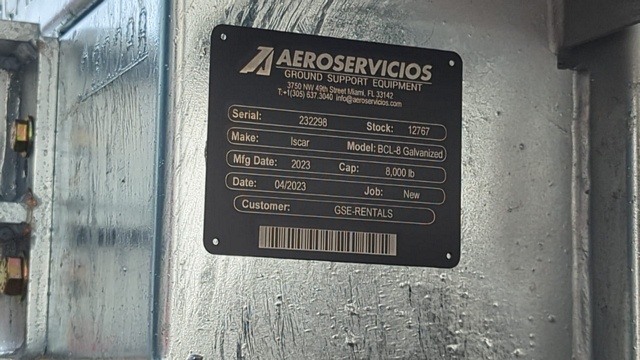 AEROSERVICIOS
GROUND SUPPORT EQUIPMENT
3750 NW 49th Street Miami, FL 33142
T:+1(305) 637.3040 info@aeroservicios.com
Serial: 232298 Stock: 12767
Make: Iscar Model: BCL-8 Galvanized
Mfg Date: 2023 Cap: 8,000 lb
Date: 04/2023 Job: New
Customer: GSE-RENTALS